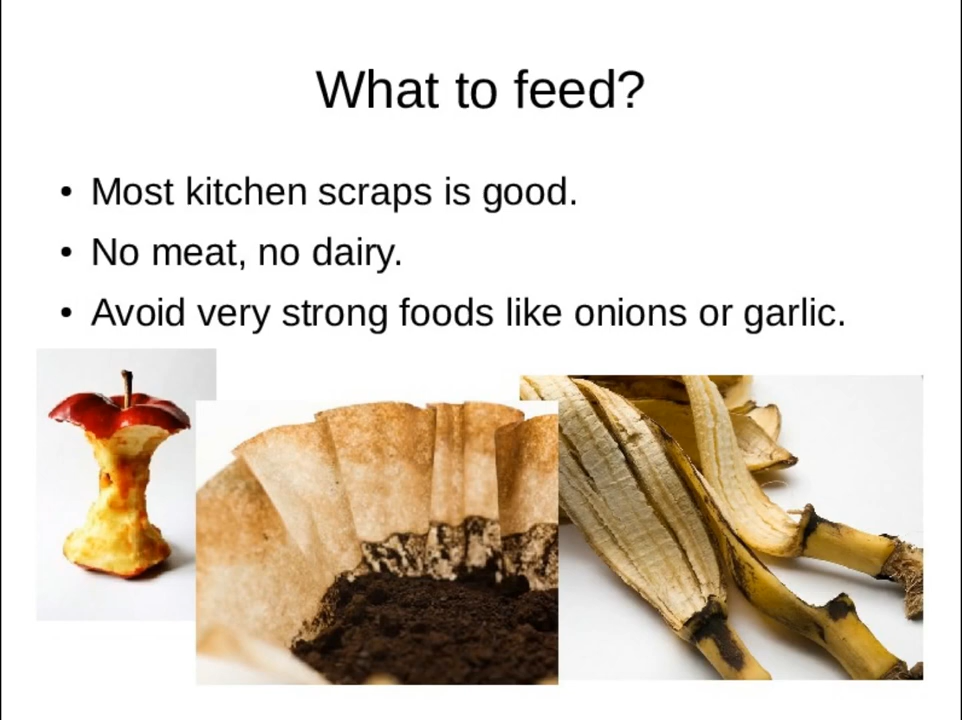 What to feed?
• Most kitchen scraps is good.
• No meat, no dairy.
• Avoid very strong foods like onions or garlic.